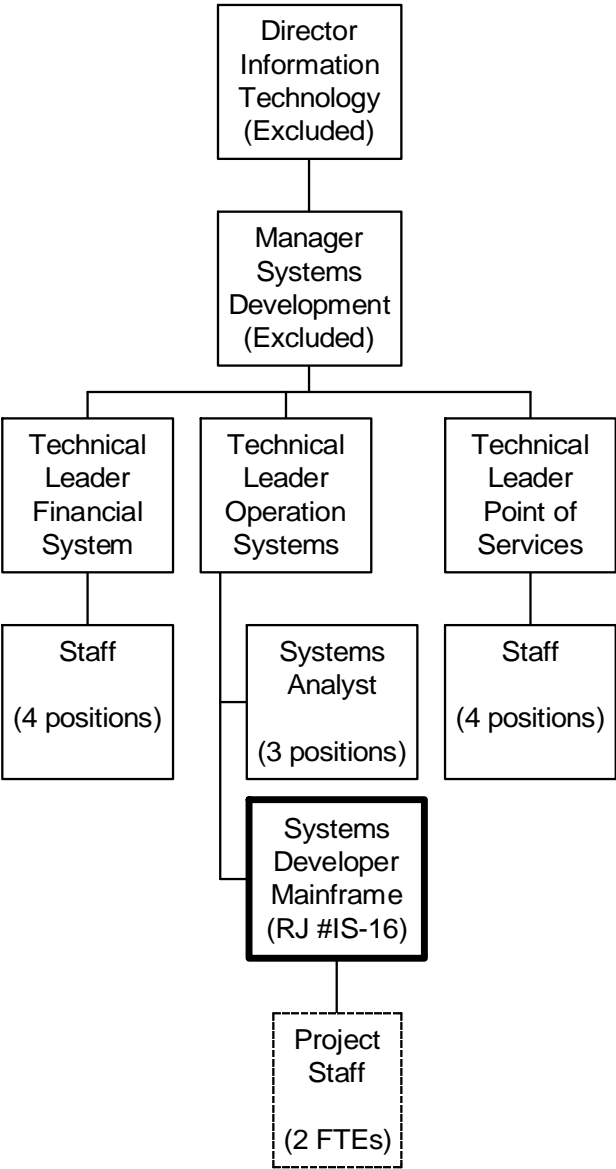 Director
Information
Technology
(Excluded)
Manager
Systems
Development
(Excluded)
Technical
Leader
Financial
System
Technical
Leader
Operation
Systems
Technical
Leader
Point of
Services
Staff
(4 positions)
Systems
Analyst
(3 positions)
Staff
(4 positions)
Systems
Developer
Mainframe
(RJ #IS-16)
Project
Staff
(2 FTEs)